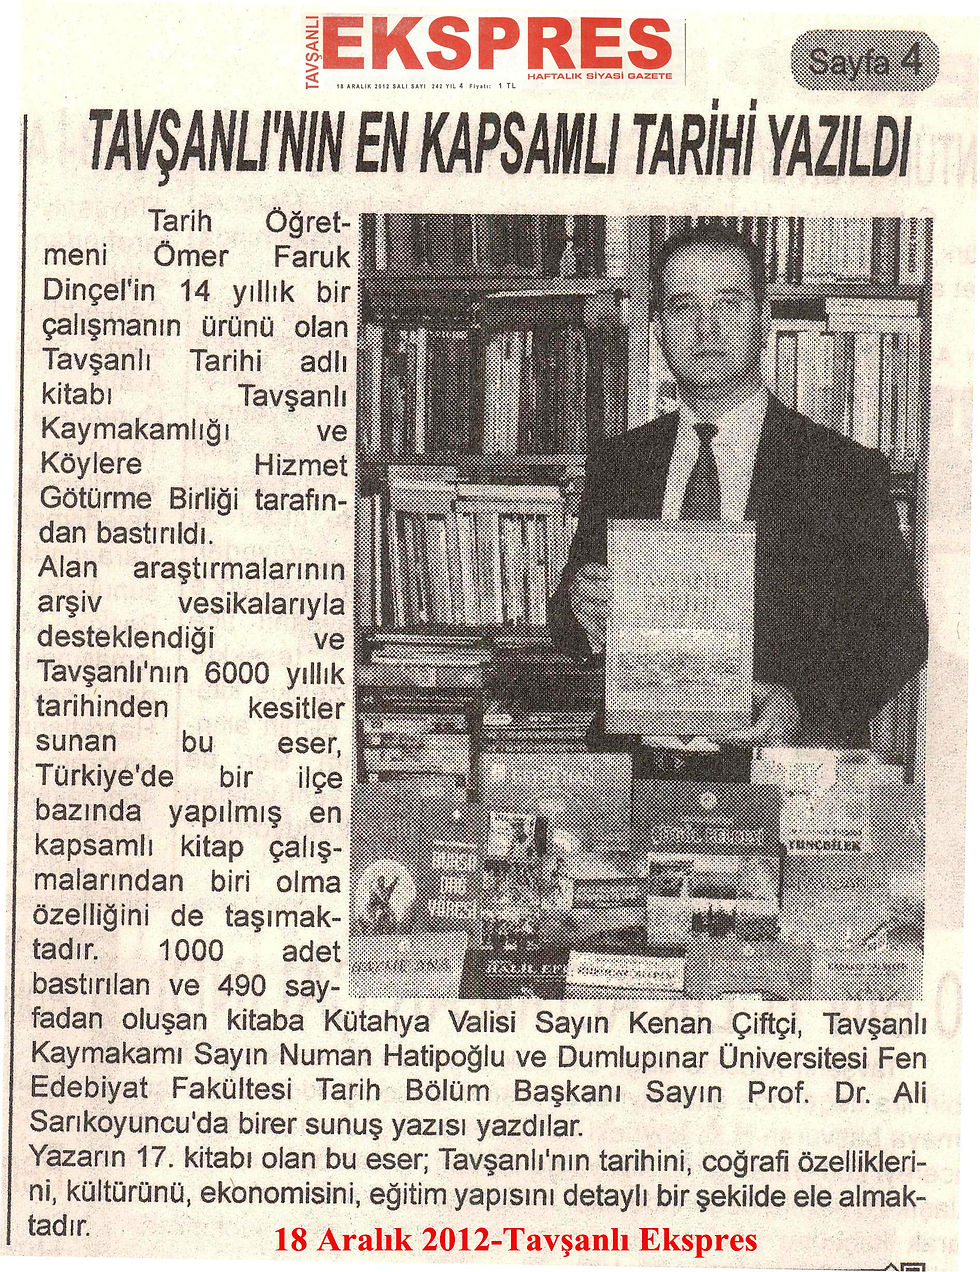 TAVŞANLI
EKSPRES
HAFTALIK SİYASİ GAZETE
18 ARALIK 2012 SALI SAYI 242 YIL 4 Fiyatı: 1 TL
Sayfa 4
TAVŞANLI'NIN EN KAPSAMLI TARİHİ YAZILDI
Tarih Öğret-
meni Ömer Faruk
Dinçel'in 14 yıllık bir
çalışmanın ürünü olan
Tavşanlı Tarihi adlı
kitabı Tavşanlı
Kaymakamlığı ve
Köylere Hizmet
Götürme Birliği tarafın-
dan bastırıldı.
Alan araştırmalarının
arşiv vesikalarıyla
desteklendiği ve
Tavşanlı'nın 6000 yıllık
tarihinden kesitler
sunan bu eser,
Türkiye'de bir ilçe
bazında yapılmış en
kapsamlı kitap çalış-
malarından biri olma
özelliğini de taşımak-
tadır. 1000 adet
bastırılan ve 490 say-
fadan oluşan kitaba Kütahya Valisi Sayın Kenan Çiftçi, Tavşanlı
Kaymakamı Sayın Numan Hatipoğlu ve Dumlupınar Üniversitesi Fen
Edebiyat Fakültesi Tarih Bölüm Başkanı Sayın Prof. Dr. Ali
Sarıkoyuncu'da birer sunuş yazısı yazdılar.
Yazarın 17. kitabı olan bu eser; Tavşanlı'nın tarihini, coğrafi özellikleri-
ni, kültürünü, ekonomisini, eğitim yapısını detaylı bir şekilde ele almak-
tadır.
TUNÇBİLEK
18 Aralık 2012-Tavşanlı Ekspres